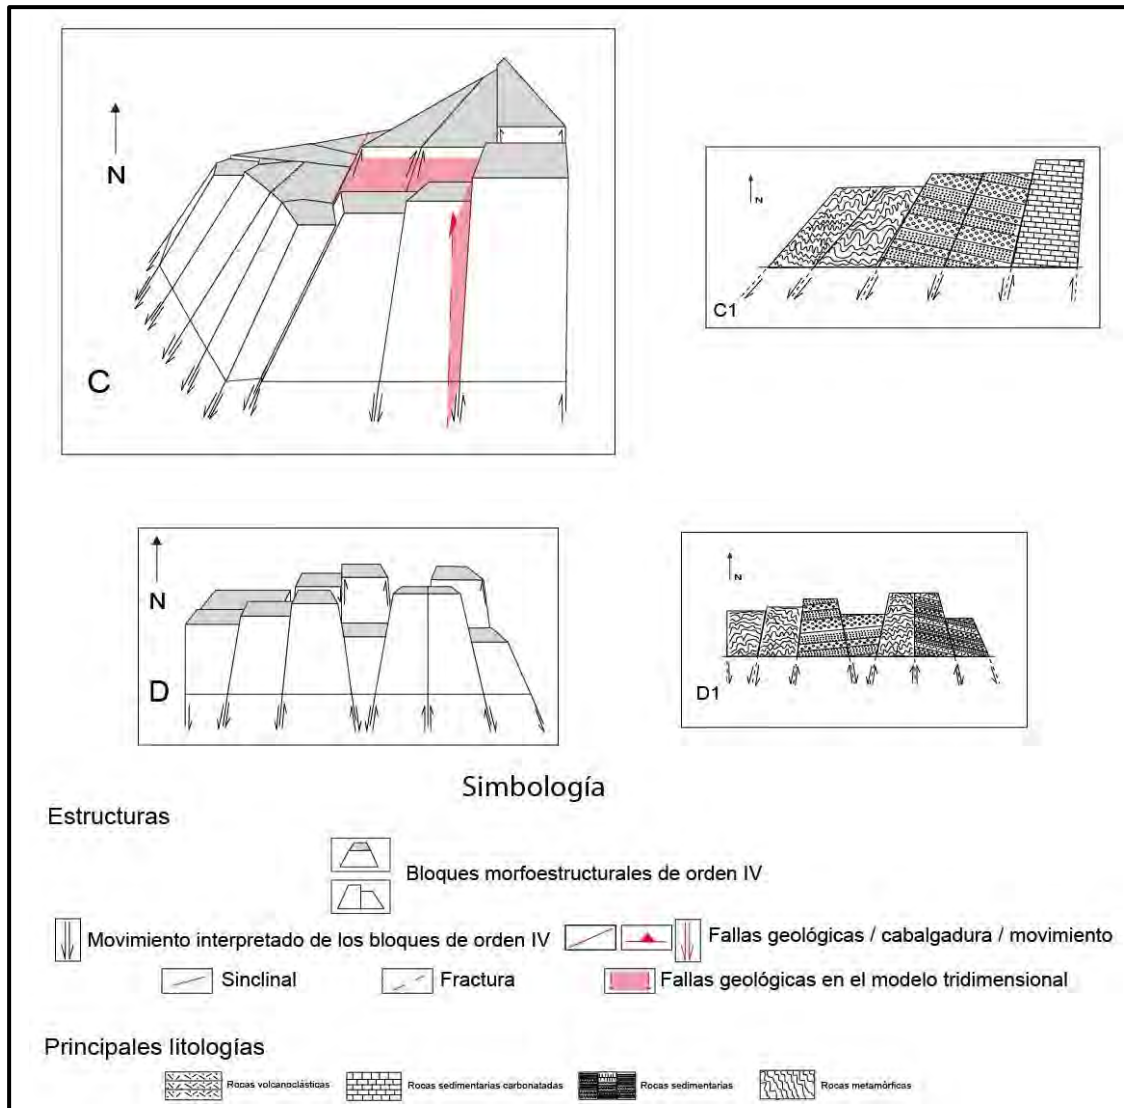 N
C
N
C1
N
D
N
D1
Simbología
Estructuras
Bloques morfoestructurales de orden IV
Movimiento interpretado de los bloques de orden IV
Fallas geológicas / cabalgadura / movimiento
Sinclinal
Fractura
Fallas geológicas en el modelo tridimensional
Principales litologías
Rocas volcanoclásticas
Rocas sedimentarias carbonatadas
Rocas sedimentarias
Rocas metamórficas